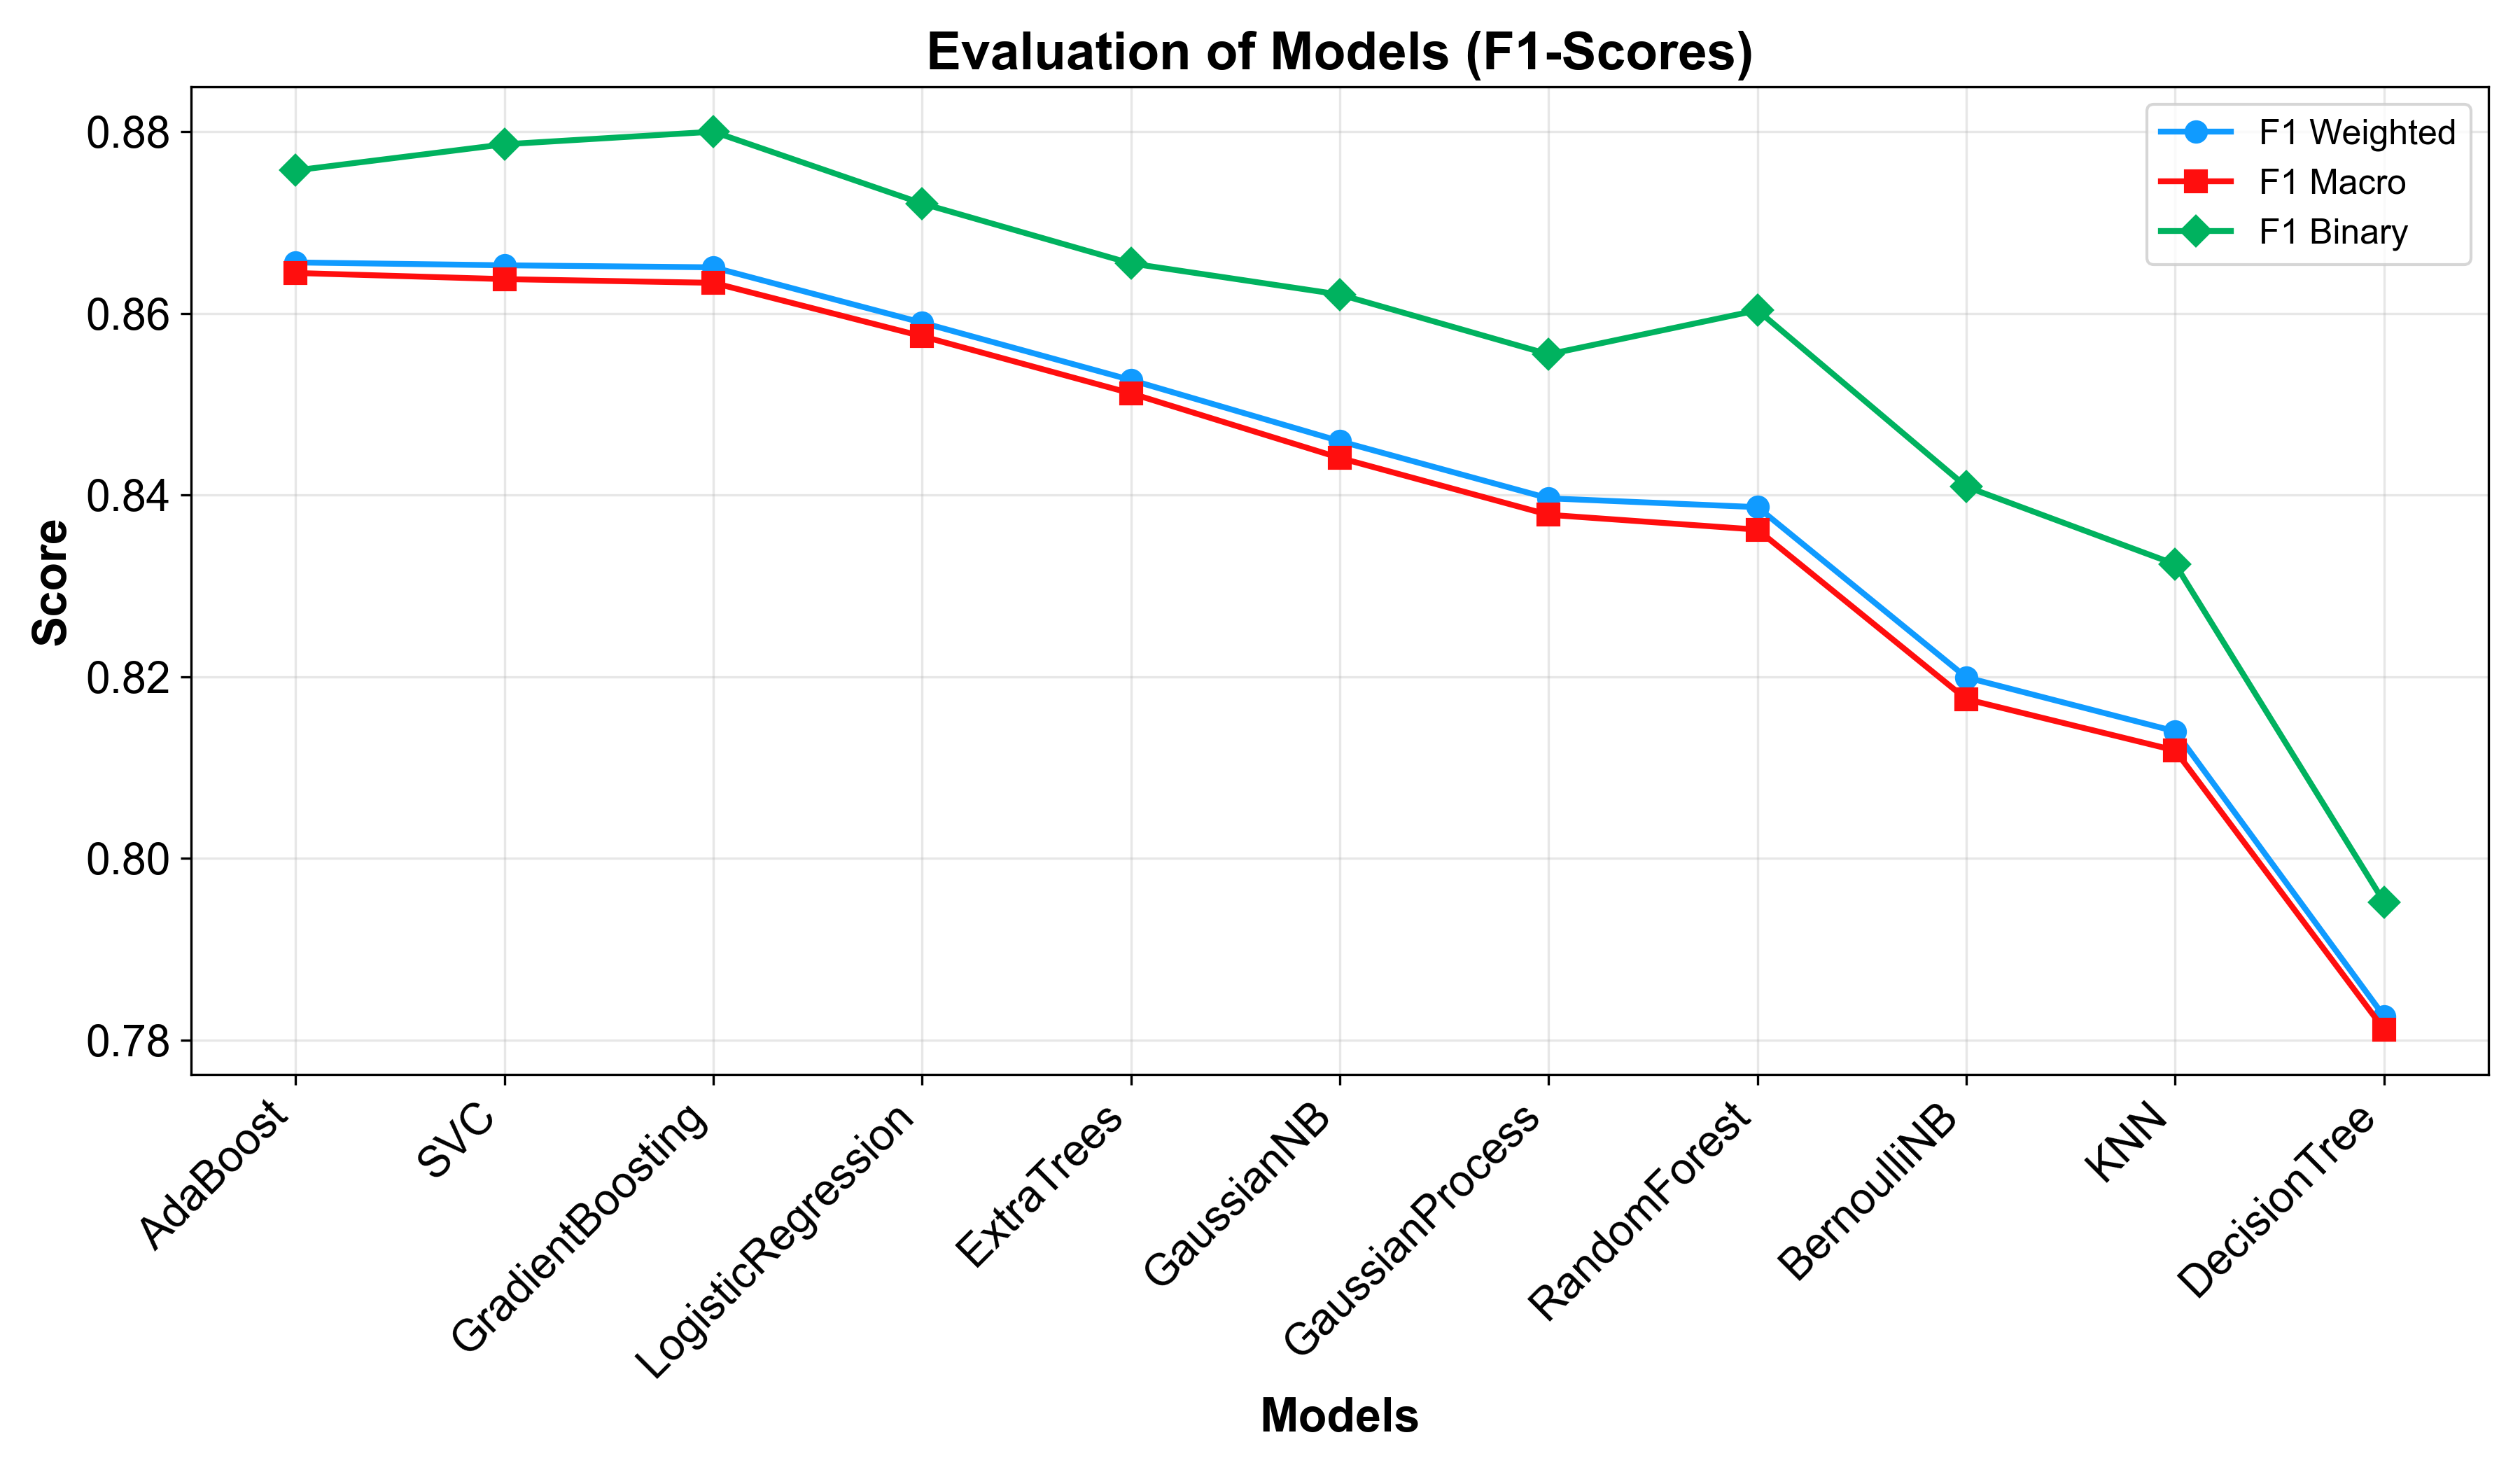 Evaluation of Models (F1-Scores)
F1 Weighted
F1 Macro
F1 Binary
Score
0.88
0.86
0.84
0.82
0.80
0.78
AdaBoost
SVC
GradientBoosting
LogisticRegression
ExtraTrees
GaussianNB
GaussianProcess
RandomForest
BernoulliNB
KNN
DecisionTree
Models